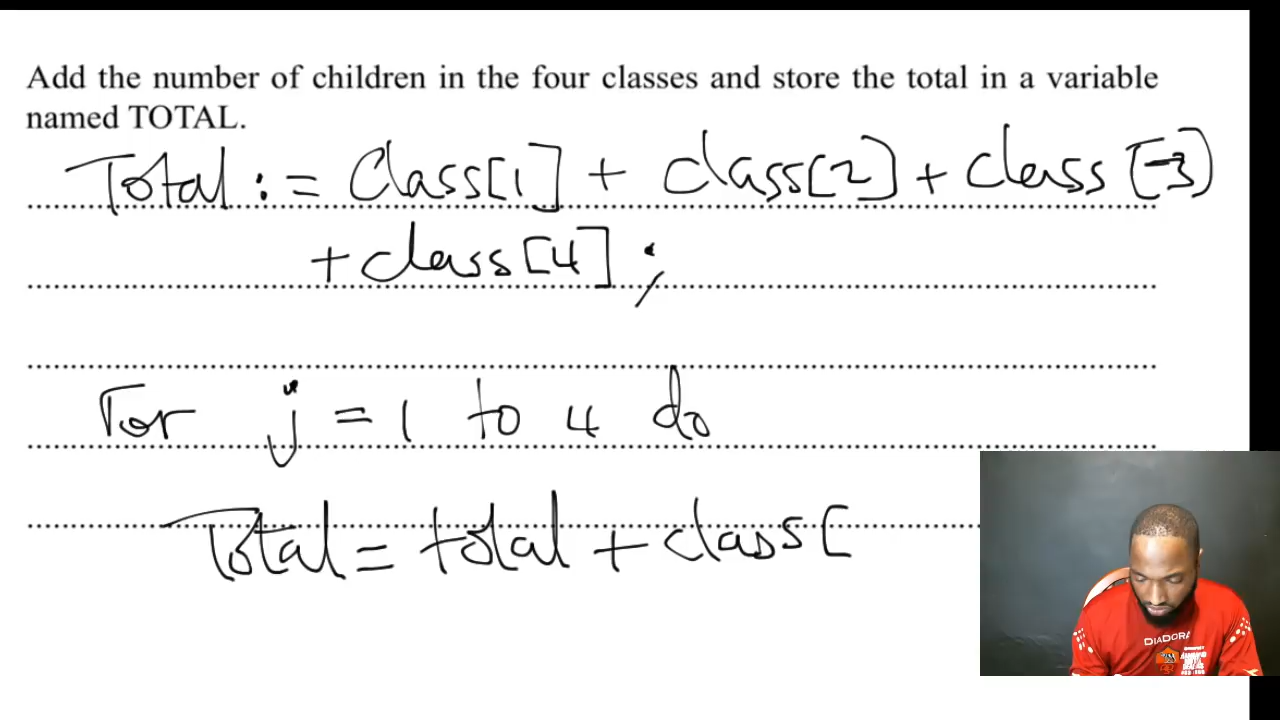 Add the number of children in the four classes and store the total in a variable
named TOTAL.
Total := Class[1] + class[2] + class [3]
+ class[4] ;
For j = 1 to 4 do
Total = total + class[
DIADORA